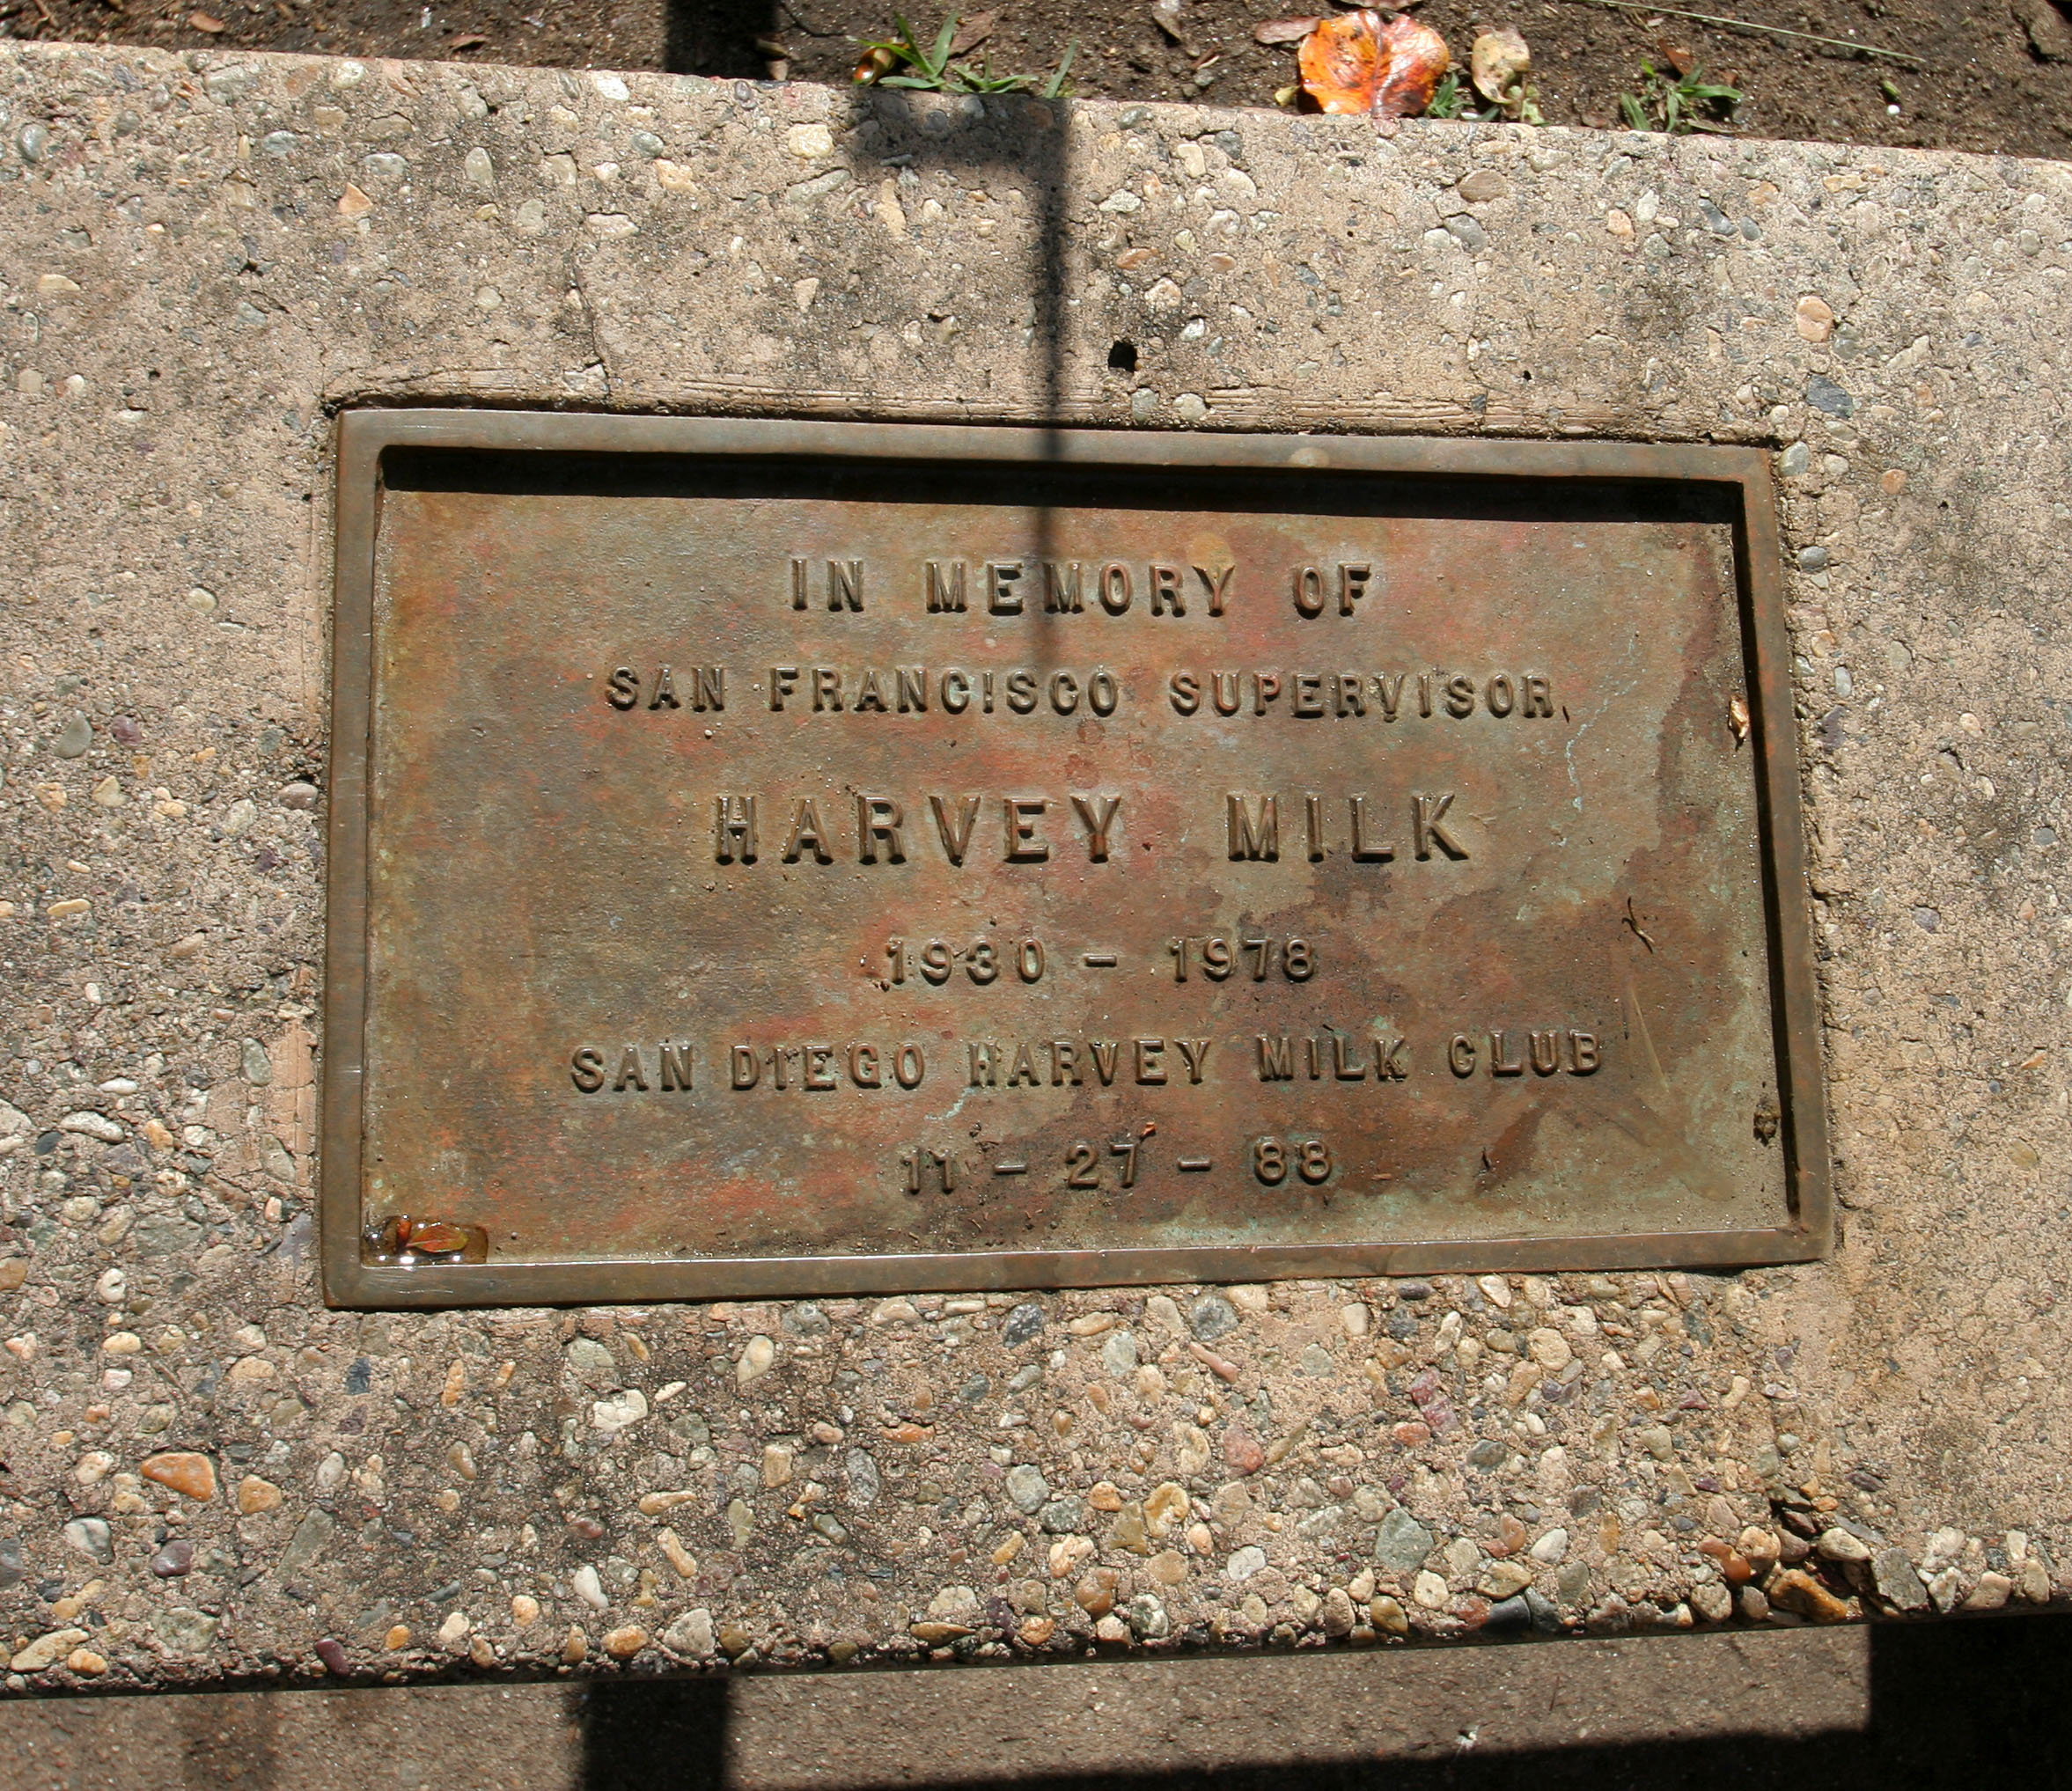 IN MEMORY OF
SAN FRANCISCO SUPERVISOR
HARVEY MILK
1930 - 1978
SAN DIEGO HARVEY MILK CLUB
11 - 27 - 88